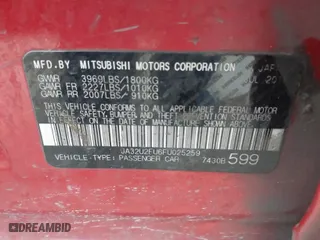 MFD.BY MITSUBISHI MOTORS CORPORATION JAP
GVWR 3969LBS/1800KG JUL 20
GAWR FR 2227LBS/1010KG
GAWR RR 2007LBS/ 910KG
THIS VEHICLE CONFORMS TO ALL APPLICABLE FEDERAL MOTOR
VEHICLE SAFETY, BUMPER, AND THEFT PREVENTION
STANDARDS IN EFFECT ON THE DATE OF
MANUFACTURE SHOWN ABOVE.
JA32U2FU6FU025259
VEHICLE TYPE: PASSENGER CAR 7430B 599